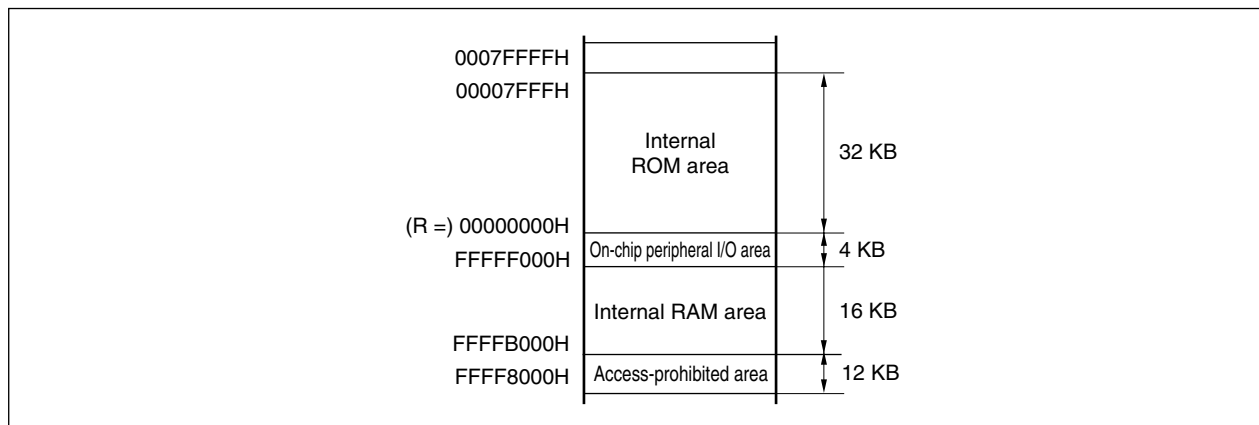 0007FFFFH
00007FFFH
Internal
ROM area
32 KB
(R =) 00000000H
On-chip peripheral I/O area
4 KB
FFFFF000H
Internal RAM area
16 KB
FFFFB000H
Access-prohibited area
12 KB
FFFF8000H